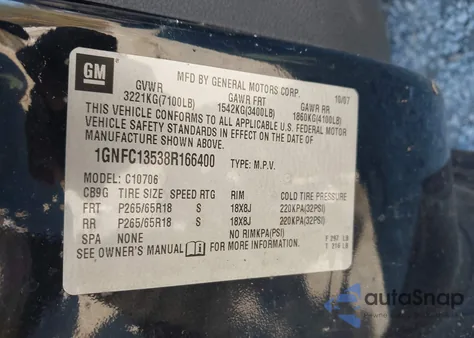 GM
MFD BY GENERAL MOTORS CORP. 10/07
GVWR GAWR FRT GAWR RR
3221KG(7100LB) 1542KG(3400LB) 1860KG(4100LB)
THIS VEHICLE CONFORMS TO ALL APPLICABLE U.S. FEDERAL MOTOR
VEHICLE SAFETY STANDARDS IN EFFECT ON THE DATE OF
MANUFACTURE SHOWN ABOVE.
1GNFC13538R166400 TYPE: M.P.V.
MODEL: C10706
CB9G TIRE SIZE SPEED RTG RIM COLD TIRE PRESSURE
FRT P265/65R18 S 18X8J 220KPA(32PSI)
RR P265/65R18 S 18X8J 220KPA(32PSI)
SPA NONE NO RIMKPA(PSI)
SEE OWNER'S MANUAL FOR MORE INFORMATION
autoSnap